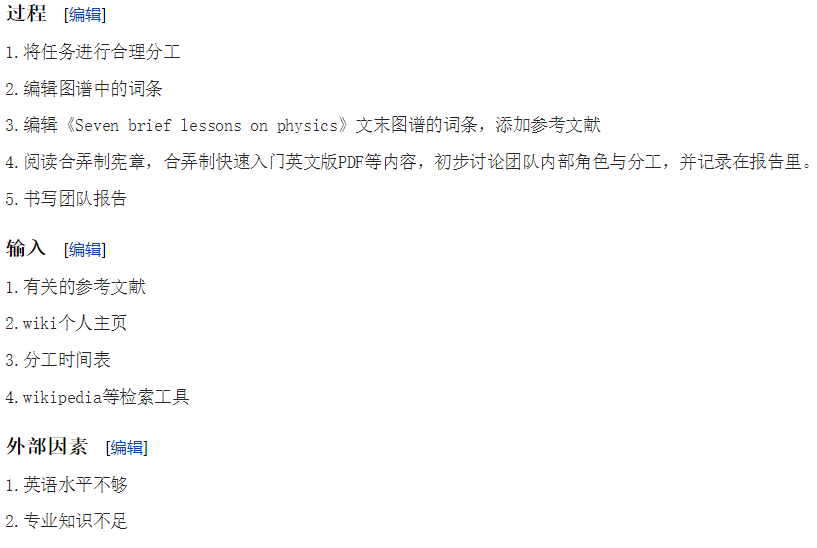 过程 [编辑]
1.将任务进行合理分工
2.编辑图谱中的词条
3.编辑《Seven brief lessons on physics》文末图谱的词条，添加参考文献
4.阅读合弄制宪章，合弄制快速入门英文版PDF等内容，初步讨论团队内部角色与分工，并记录在报告里。
5.书写团队报告
输入 [编辑]
1.有关的参考文献
2.wiki个人主页
3.分工时间表
4.wikipedia等检索工具
外部因素 [编辑]
1.英语水平不够
2.专业知识不足